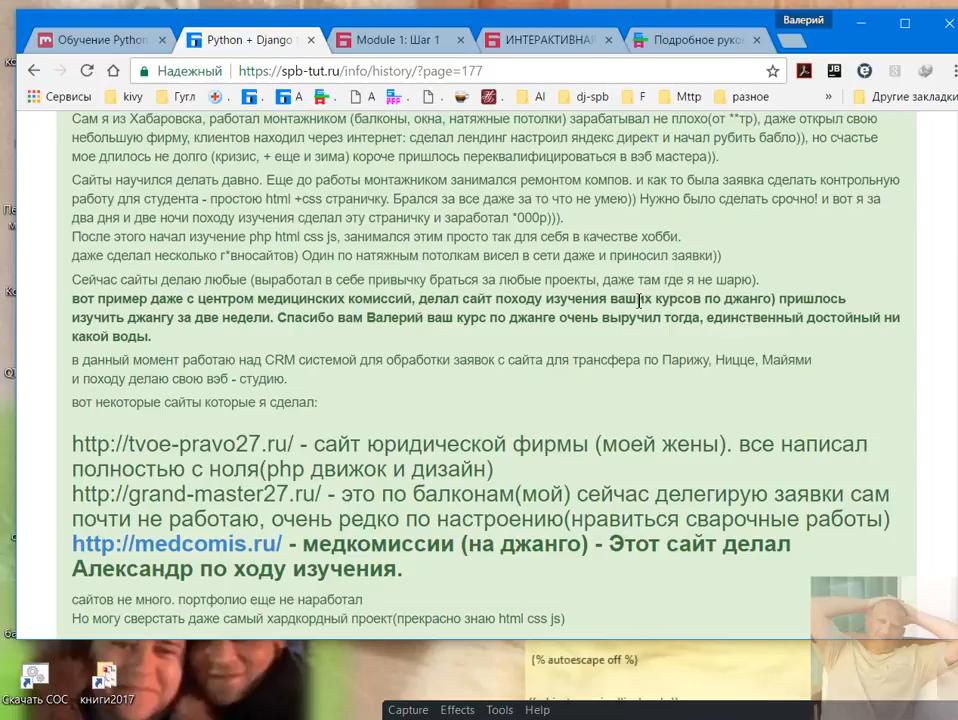 Валерий
Обучение Python
Python + Django
Module 1: Шаг 1
ИНТЕРАКТИВНАЯ
Подробное рук
Надежный
https://spb-tut.ru/info/history/?page=177
Сервисы
kivy
Гугл
A
A
AI
dj-spb
F
Mttp
разное
»
Другие закладки
Сам я из Хабаровска, работал монтажником (балконы, окна, натяжные потолки) зарабатывал не плохо(от **тр), даже открыл свою
небольшую фирму, клиентов находил через интернет: сделал лендинг настроил яндекс директ и начал рубить бабло)), но счастье
мое длилось не долго (кризис, + еще и зима) короче пришлось переквалифицироваться в вэб мастера)).
Сайты научился делать давно. Еще до работы монтажником занимался ремонтом компов. и как то была заявка сделать контрольную
работу для студента - простою html +css страничку. Брался за все даже за то что не умею)) Нужно было сделать срочно! и вот я за
два дня и две ночи походу изучения сделал эту страничку и заработал *000р))).
После этого начал изучение php html css js, занимался этим просто так для себя в качестве хобби.
даже сделал несколько г*вносайтов) Один по натяжным потолкам висел в сети даже и приносил заявки))
Сейчас сайты делаю любые (выработал в себе привычку браться за любые проекты, даже там где я не шарю).
вот пример даже с центром медицинских комиссий, делал сайт походу изучения ваших курсов по джанго) пришлось
изучить джангу за две недели. Спасибо вам Валерий ваш курс по джанге очень выручил тогда, единственный достойный ни
какой воды.
в данный момент работаю над CRM системой для обработки заявок с сайта для трансфера по Парижу, Ницце, Майями
и походу делаю свою вэб - студию.
вот некоторые сайты которые я сделал:
http://tvoe-pravo27.ru/ - сайт юридической фирмы (моей жены). все написал
полностью с ноля(php движок и дизайн)
http://grand-master27.ru/ - это по балконам(мой) сейчас делегирую заявки сам
почти не работаю, очень редко по настроению(нравиться сварочные работы)
http://medcomis.ru/ - медкомиссии (на джанго) - Этот сайт делал
Александр по ходу изучения.
сайтов не много. портфолио еще не наработал
Но могу сверстать даже самый хардкордный проект(прекрасно знаю html css js)
{% autoescape off %}
Скачать СОС
книги2017
Capture Effects Tools Help